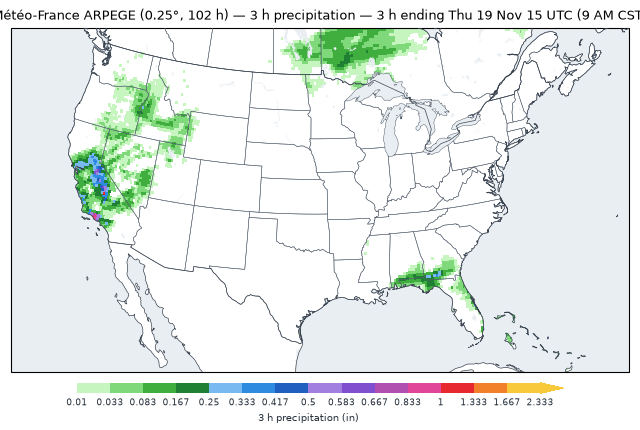 Météo-France ARPEGE (0.25°, 102 h) — 3 h precipitation — 3 h ending Thu 19 Nov 15 UTC (9 AM CST
0.01 0.033 0.083 0.167 0.25 0.333 0.417 0.5 0.583 0.667 0.833 1 1.333 1.667 2.333
3 h precipitation (in)